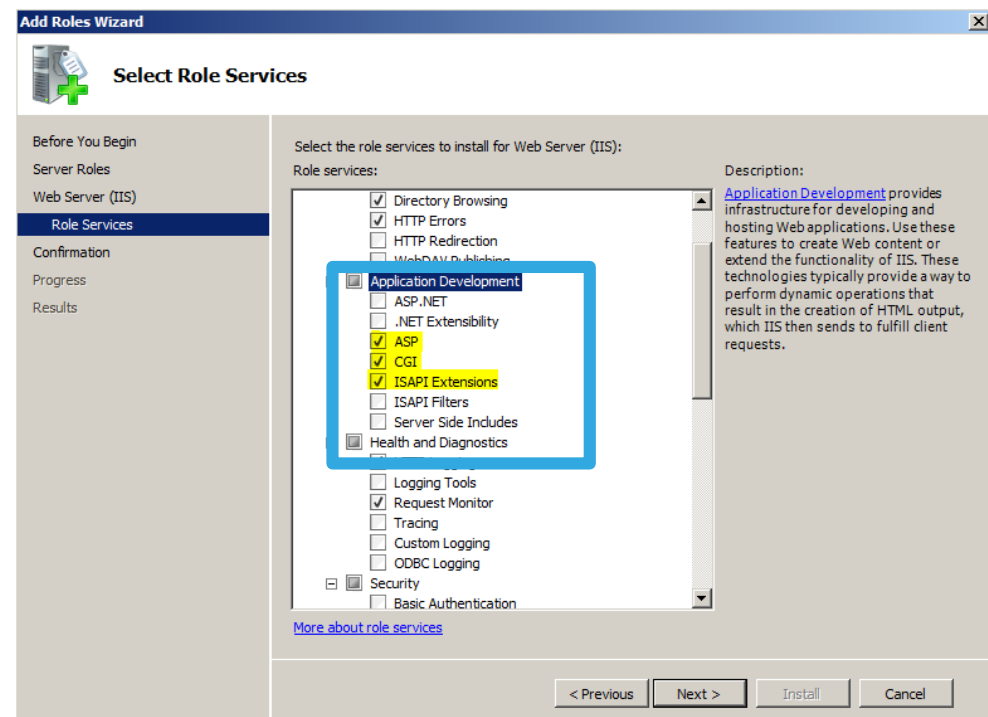 Add Roles Wizard
Select Role Services
Before You Begin
Server Roles
Web Server (IIS)
Role Services
Confirmation
Progress
Results
Select the role services to install for Web Server (IIS):
Role services:
Directory Browsing
HTTP Errors
HTTP Redirection
WebDAV Publishing
Application Development
ASP.NET
.NET Extensibility
ASP
CGI
ISAPI Extensions
ISAPI Filters
Server Side Includes
Health and Diagnostics
Logging Tools
Request Monitor
Tracing
Custom Logging
ODBC Logging
Security
Basic Authentication
More about role services
Description:
Application Development provides
infrastructure for developing and
hosting Web applications. Use these
features to create Web content or
extend the functionality of IIS. These
technologies typically provide a way to
perform dynamic operations that
result in the creation of HTML output,
which IIS then sends to fulfill client
requests.
< Previous
Next >
Install
Cancel